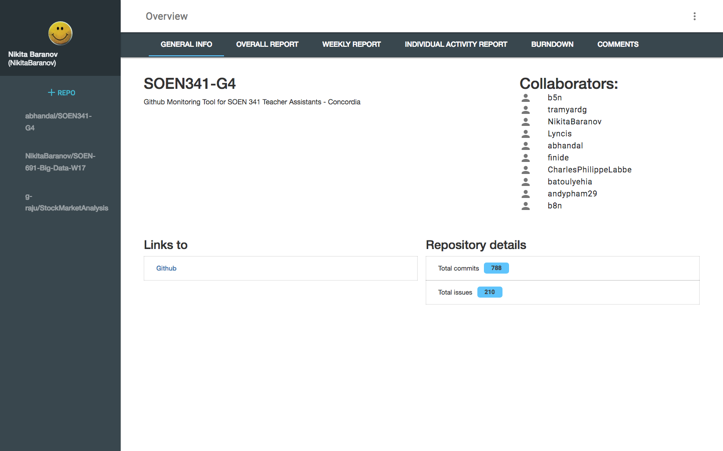 Nikita Baranov
(NikitaBaranov)
+ REPO
abhandal/SOEN341-
G4
NikitaBaranov/SOEN-
691-Big-Data-W17
g-
raju/StockMarketAnalysis
Overview
GENERAL INFO OVERALL REPORT WEEKLY REPORT INDIVIDUAL ACTIVITY REPORT BURNDOWN COMMENTS
SOEN341-G4
Github Monitoring Tool for SOEN 341 Teacher Assistants - Concordia
Collaborators:
b5n
tramyardg
NikitaBaranov
Lyncis
abhandal
finide
CharlesPhilippeLabbe
batoulyehia
andypham29
b8n
Links to
Github
Repository details
Total commits 788
Total issues 210